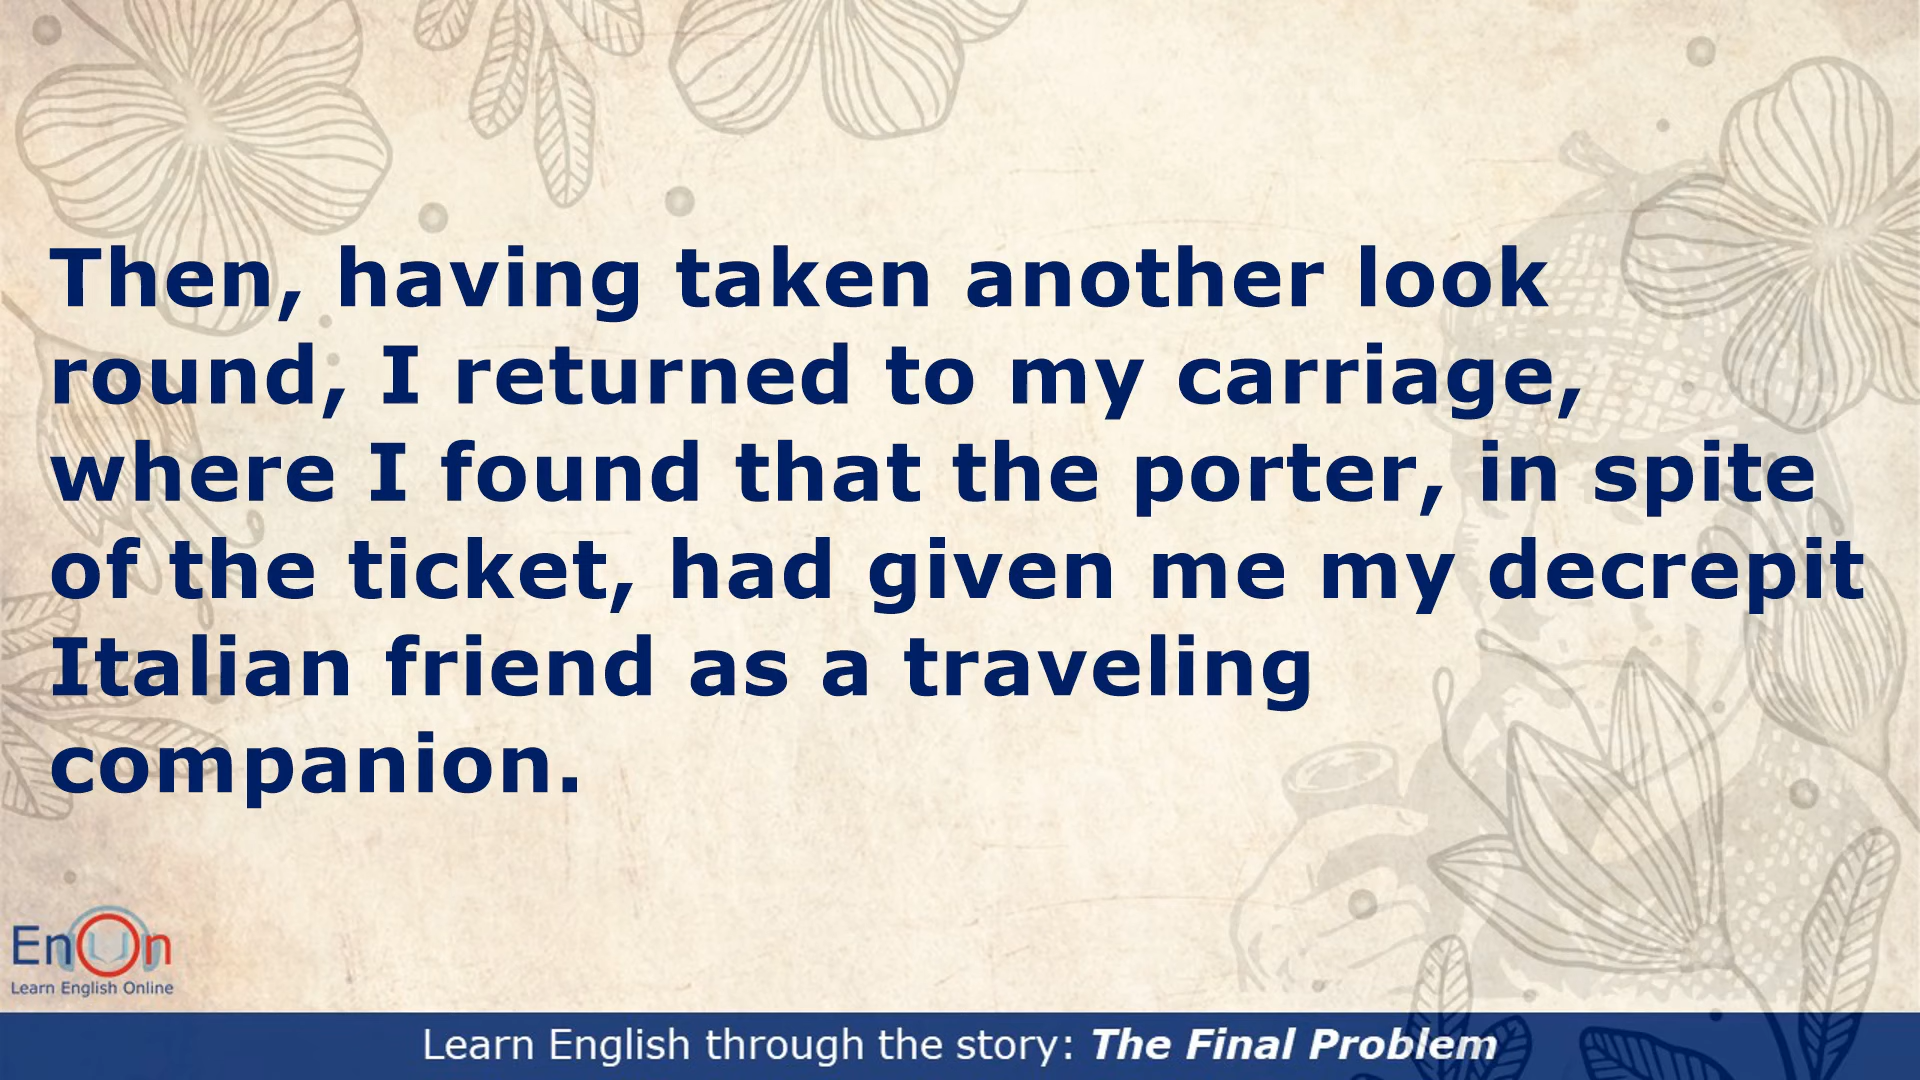 Then, having taken another look
round, I returned to my carriage,
where I found that the porter, in spite
of the ticket, had given me my decrepit
Italian friend as a traveling
companion.
EnOn
Learn English Online
Learn English through the story: The Final Problem